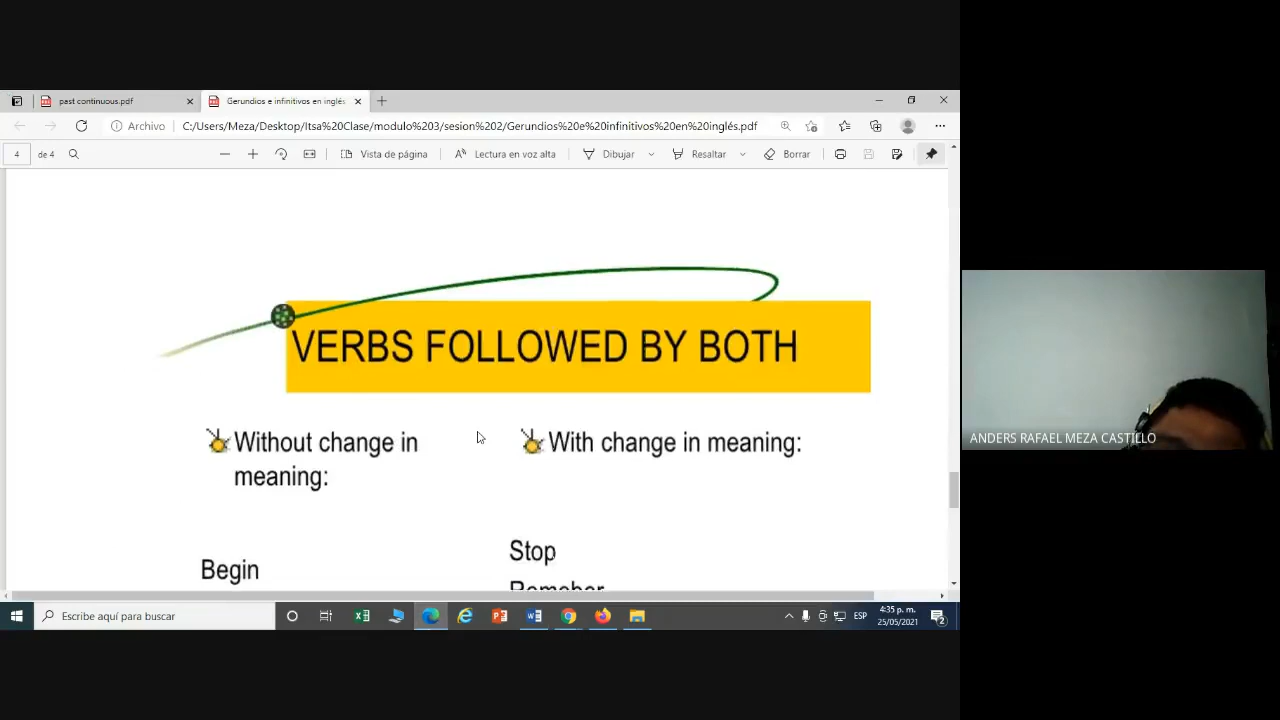 past continuous.pdf
Gerundios e infinitivos en inglés
Archivo
C:/Users/Meza/Desktop/Itsa%20Clase/modulo%203/sesion%202/Gerundios%20e%20infinitivos%20en%20inglés.pdf
4 de 4 Vista de página Lectura en voz alta Dibujar Resaltar Borrar
VERBS FOLLOWED BY BOTH
Without change in
meaning:
With change in meaning:
Stop
Begin
Remeber
ANDERS RAFAEL MEZA CASTILLO
Escribe aquí para buscar
ESP
4:35 p. m.
25/05/2021
2